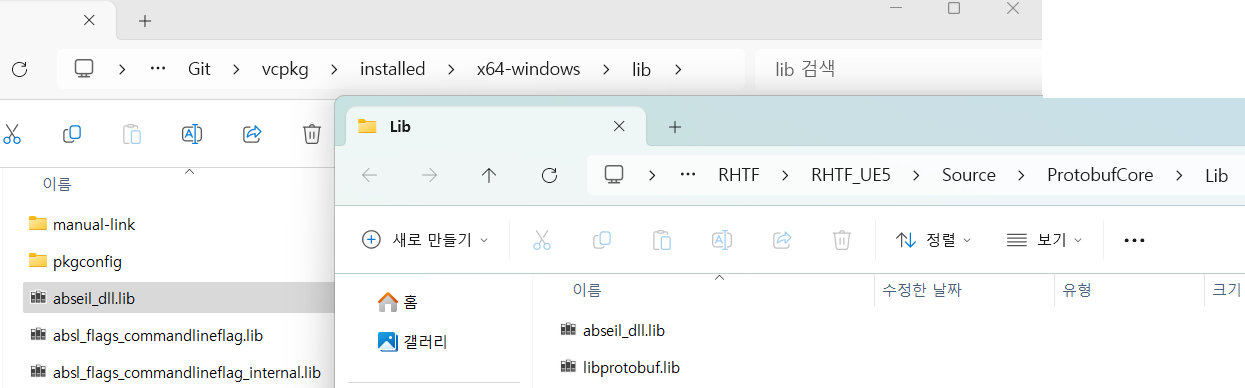 Git > vcpkg > installed > x64-windows > lib >
lib 검색
이름
manual-link
pkgconfig
abseil_dll.lib
absl_flags_commandlineflag.lib
absl_flags_commandlineflag_internal.lib
Lib
RHTF > RHTF_UE5 > Source > ProtobufCore > Lib
새로 만들기
정렬
보기
홈
갤러리
이름
수정한 날짜
유형
크기
abseil_dll.lib
libprotobuf.lib